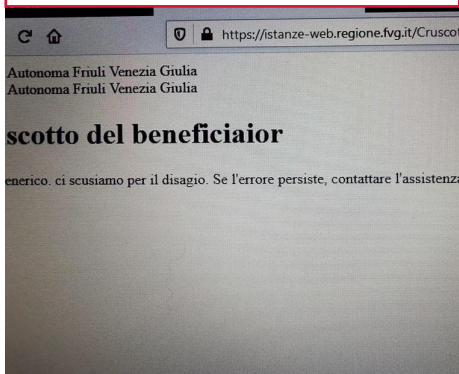 https://istanze-web.regione.fvg.it/Cruscot
Autonoma Friuli Venezia Giulia
Autonoma Friuli Venezia Giulia
scotto del beneficiaior
enerico. ci scusiamo per il disagio. Se l'errore persiste, contattare l'assistenza